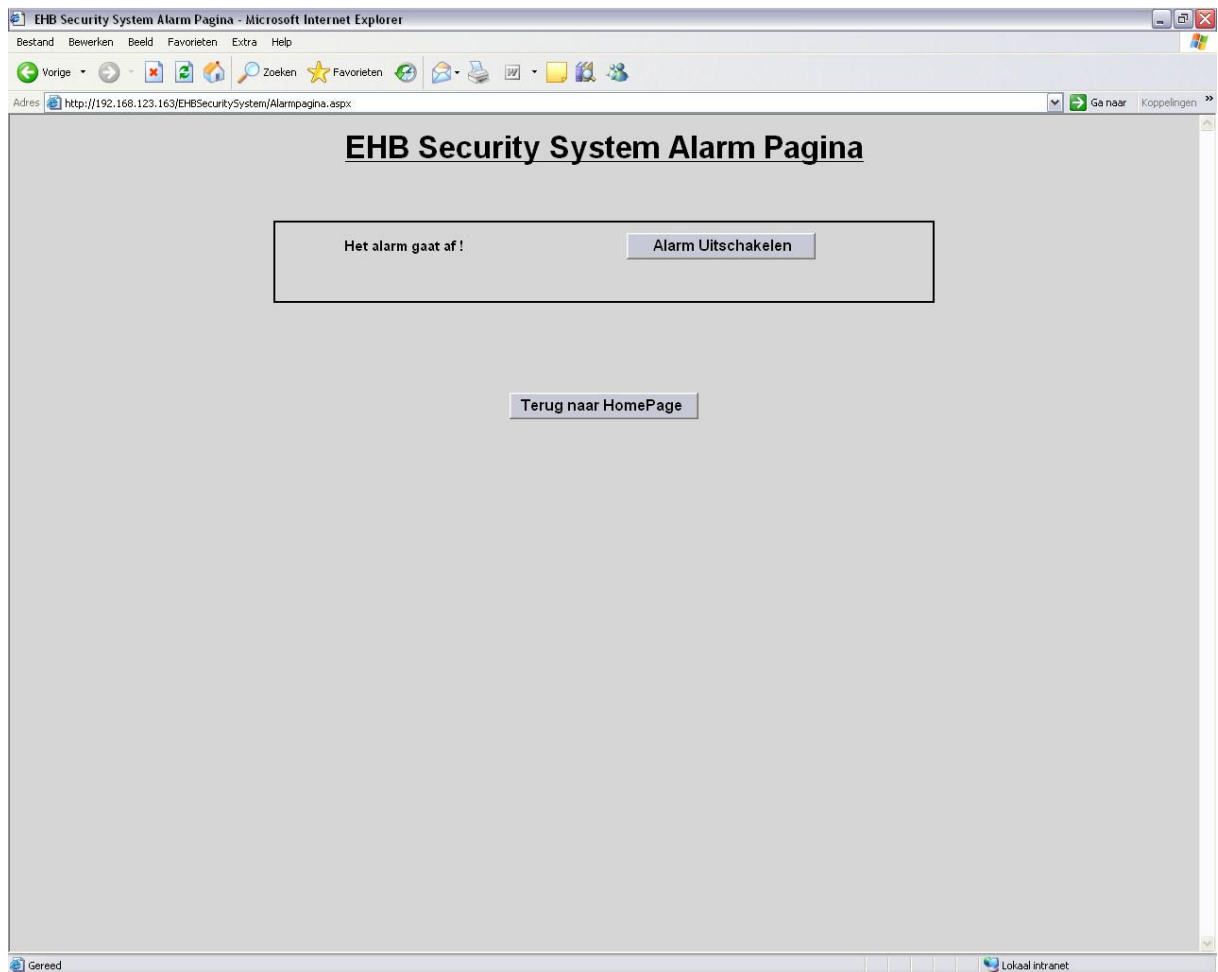 EHB Security System Alarm Pagina - Microsoft Internet Explorer
Bestand Bewerken Beeld Favorieten Extra Help
Vorige Zoeken Favorieten
Adres http://192.168.123.163/EHBSecuritySystem/Alarmpagina.aspx Ga naar Koppelingen »
EHB Security System Alarm Pagina
Het alarm gaat af ! Alarm Uitschakelen
Terug naar HomePage
Gereed Lokaal intranet